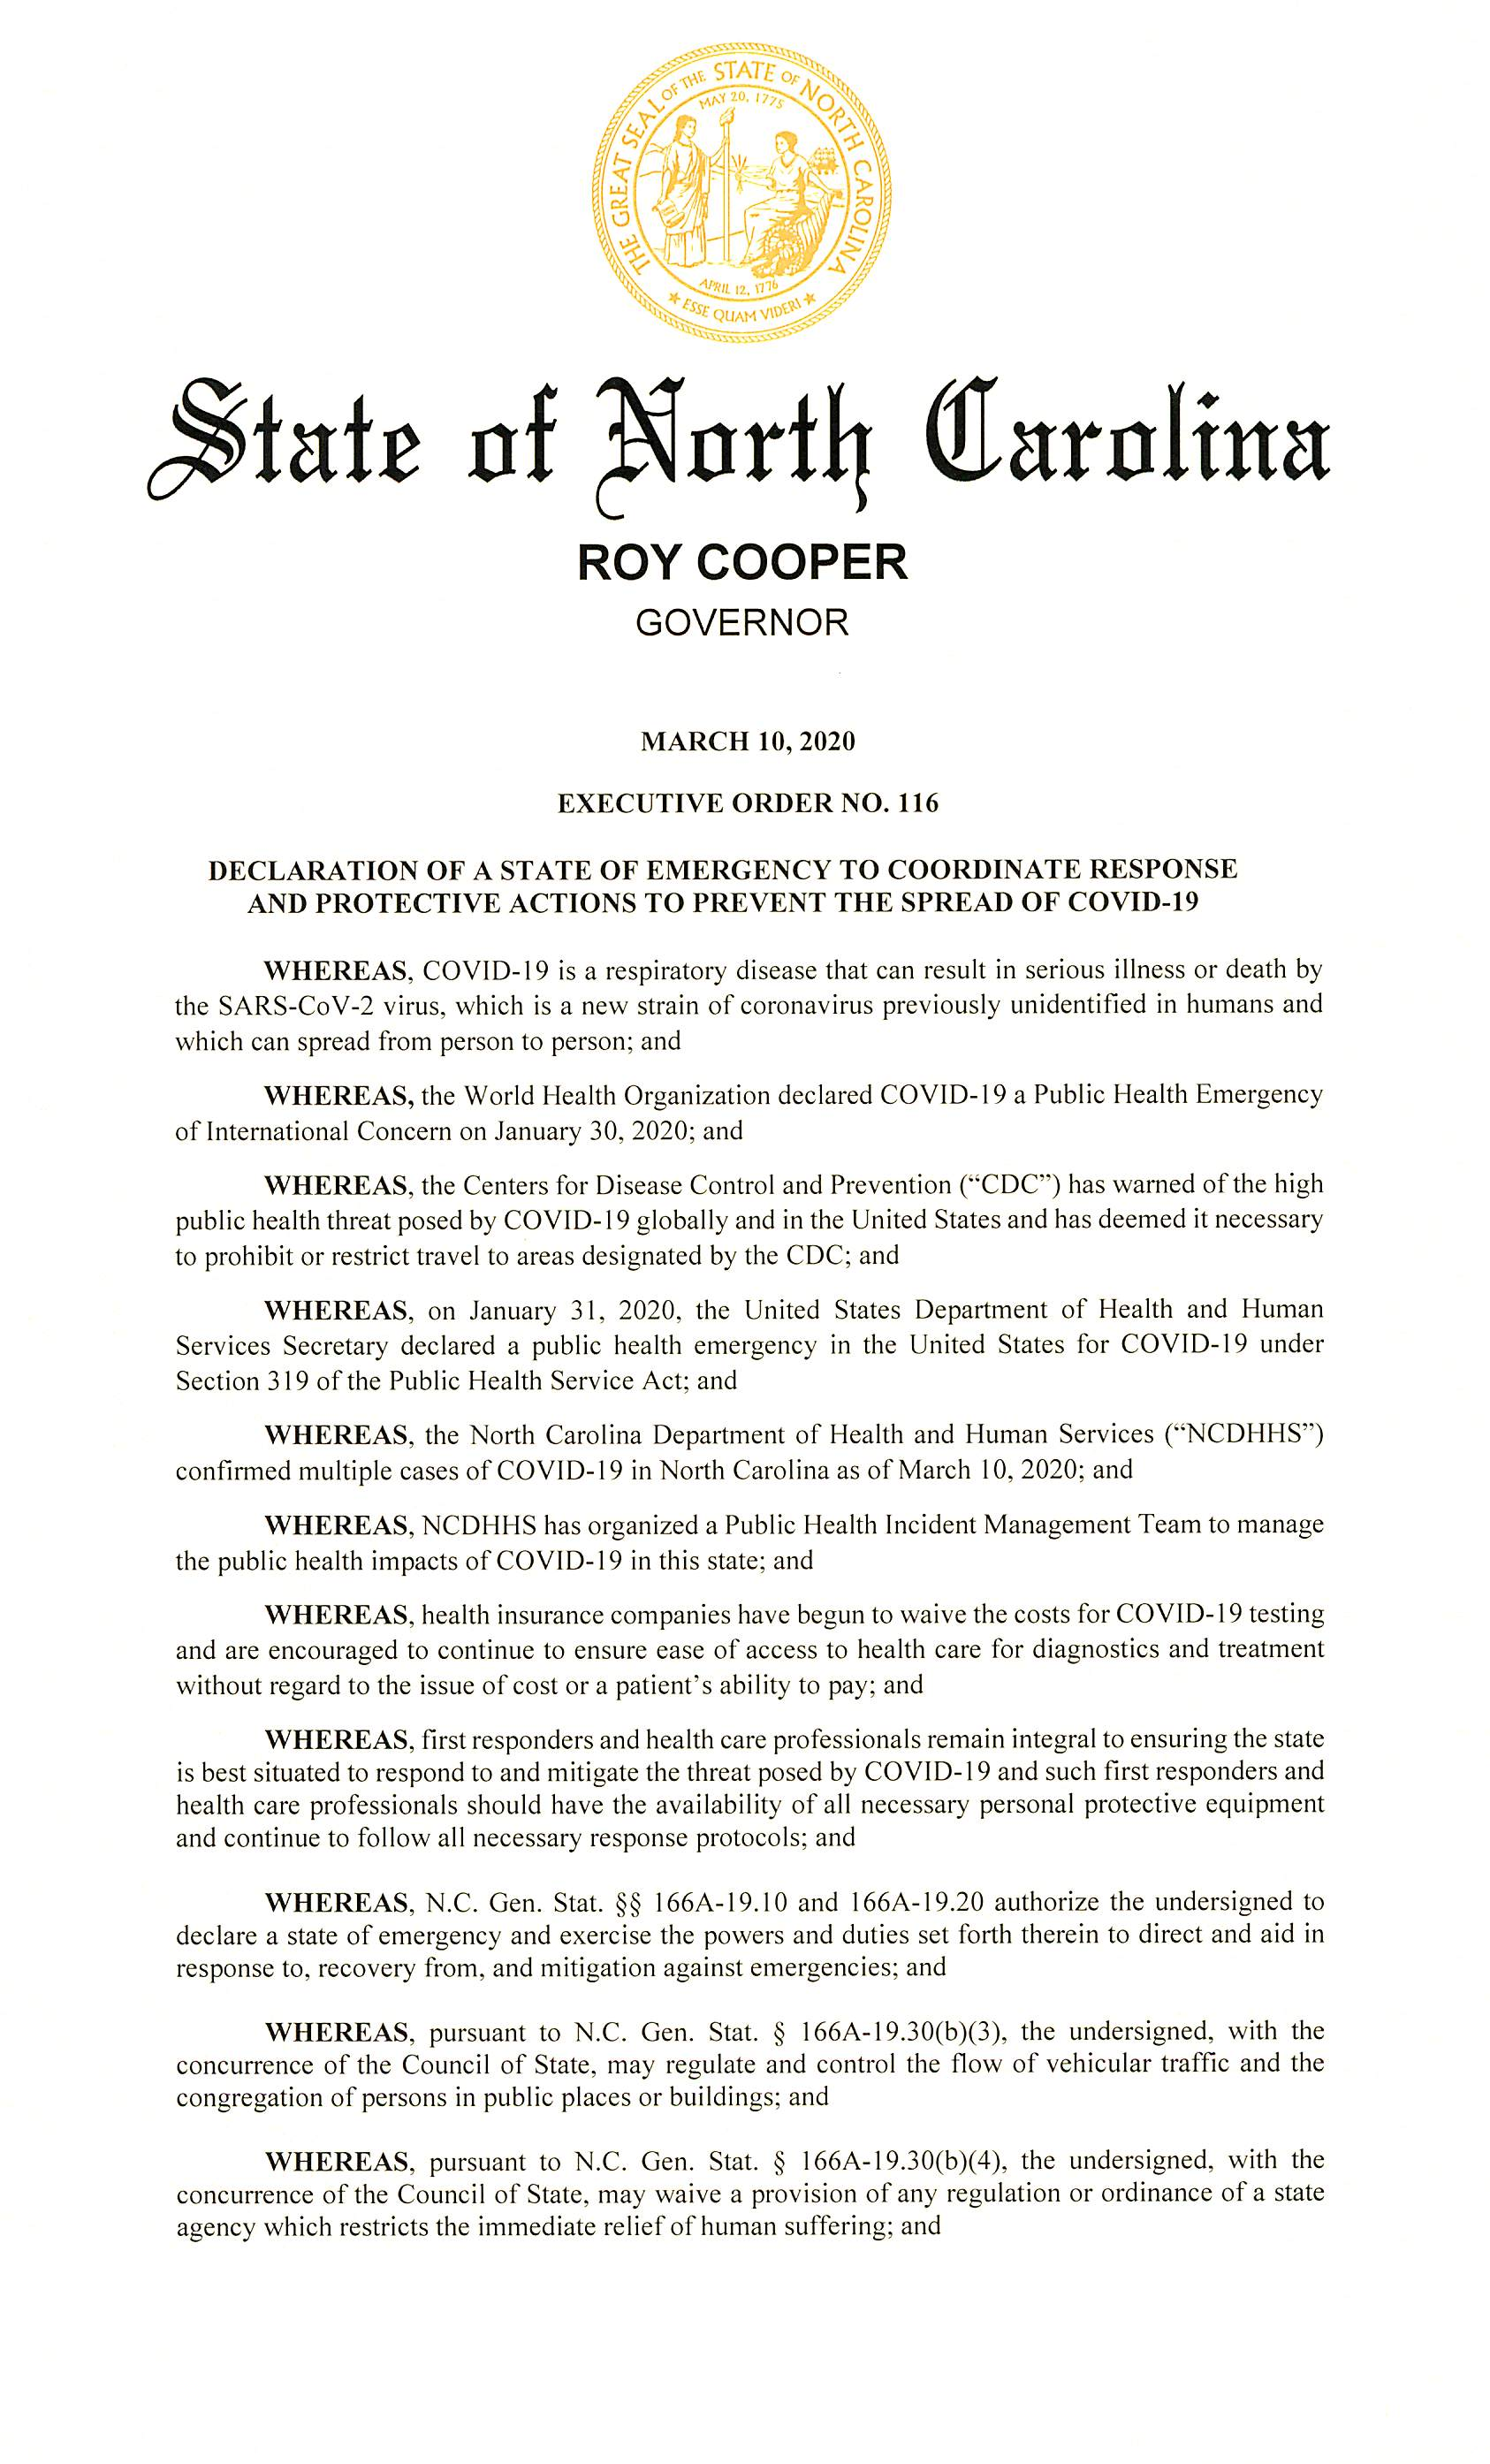 THE GREAT SEAL OF THE STATE OF NORTH CAROLINA
MAY 20, 1775
APRIL 12, 1776
★ ESSE QUAM VIDERI ★
State of North Carolina
ROY COOPER
GOVERNOR
MARCH 10, 2020
EXECUTIVE ORDER NO. 116
DECLARATION OF A STATE OF EMERGENCY TO COORDINATE RESPONSE
AND PROTECTIVE ACTIONS TO PREVENT THE SPREAD OF COVID-19
WHEREAS, COVID-19 is a respiratory disease that can result in serious illness or death by
the SARS-CoV-2 virus, which is a new strain of coronavirus previously unidentified in humans and
which can spread from person to person; and
WHEREAS, the World Health Organization declared COVID-19 a Public Health Emergency
of International Concern on January 30, 2020; and
WHEREAS, the Centers for Disease Control and Prevention (“CDC”) has warned of the high
public health threat posed by COVID-19 globally and in the United States and has deemed it necessary
to prohibit or restrict travel to areas designated by the CDC; and
WHEREAS, on January 31, 2020, the United States Department of Health and Human
Services Secretary declared a public health emergency in the United States for COVID-19 under
Section 319 of the Public Health Service Act; and
WHEREAS, the North Carolina Department of Health and Human Services (“NCDHHS”)
confirmed multiple cases of COVID-19 in North Carolina as of March 10, 2020; and
WHEREAS, NCDHHS has organized a Public Health Incident Management Team to manage
the public health impacts of COVID-19 in this state; and
WHEREAS, health insurance companies have begun to waive the costs for COVID-19 testing
and are encouraged to continue to ensure ease of access to health care for diagnostics and treatment
without regard to the issue of cost or a patient’s ability to pay; and
WHEREAS, first responders and health care professionals remain integral to ensuring the state
is best situated to respond to and mitigate the threat posed by COVID-19 and such first responders and
health care professionals should have the availability of all necessary personal protective equipment
and continue to follow all necessary response protocols; and
WHEREAS, N.C. Gen. Stat. §§ 166A-19.10 and 166A-19.20 authorize the undersigned to
declare a state of emergency and exercise the powers and duties set forth therein to direct and aid in
response to, recovery from, and mitigation against emergencies; and
WHEREAS, pursuant to N.C. Gen. Stat. § 166A-19.30(b)(3), the undersigned, with the
concurrence of the Council of State, may regulate and control the flow of vehicular traffic and the
congregation of persons in public places or buildings; and
WHEREAS, pursuant to N.C. Gen. Stat. § 166A-19.30(b)(4), the undersigned, with the
concurrence of the Council of State, may waive a provision of any regulation or ordinance of a state
agency which restricts the immediate relief of human suffering; and